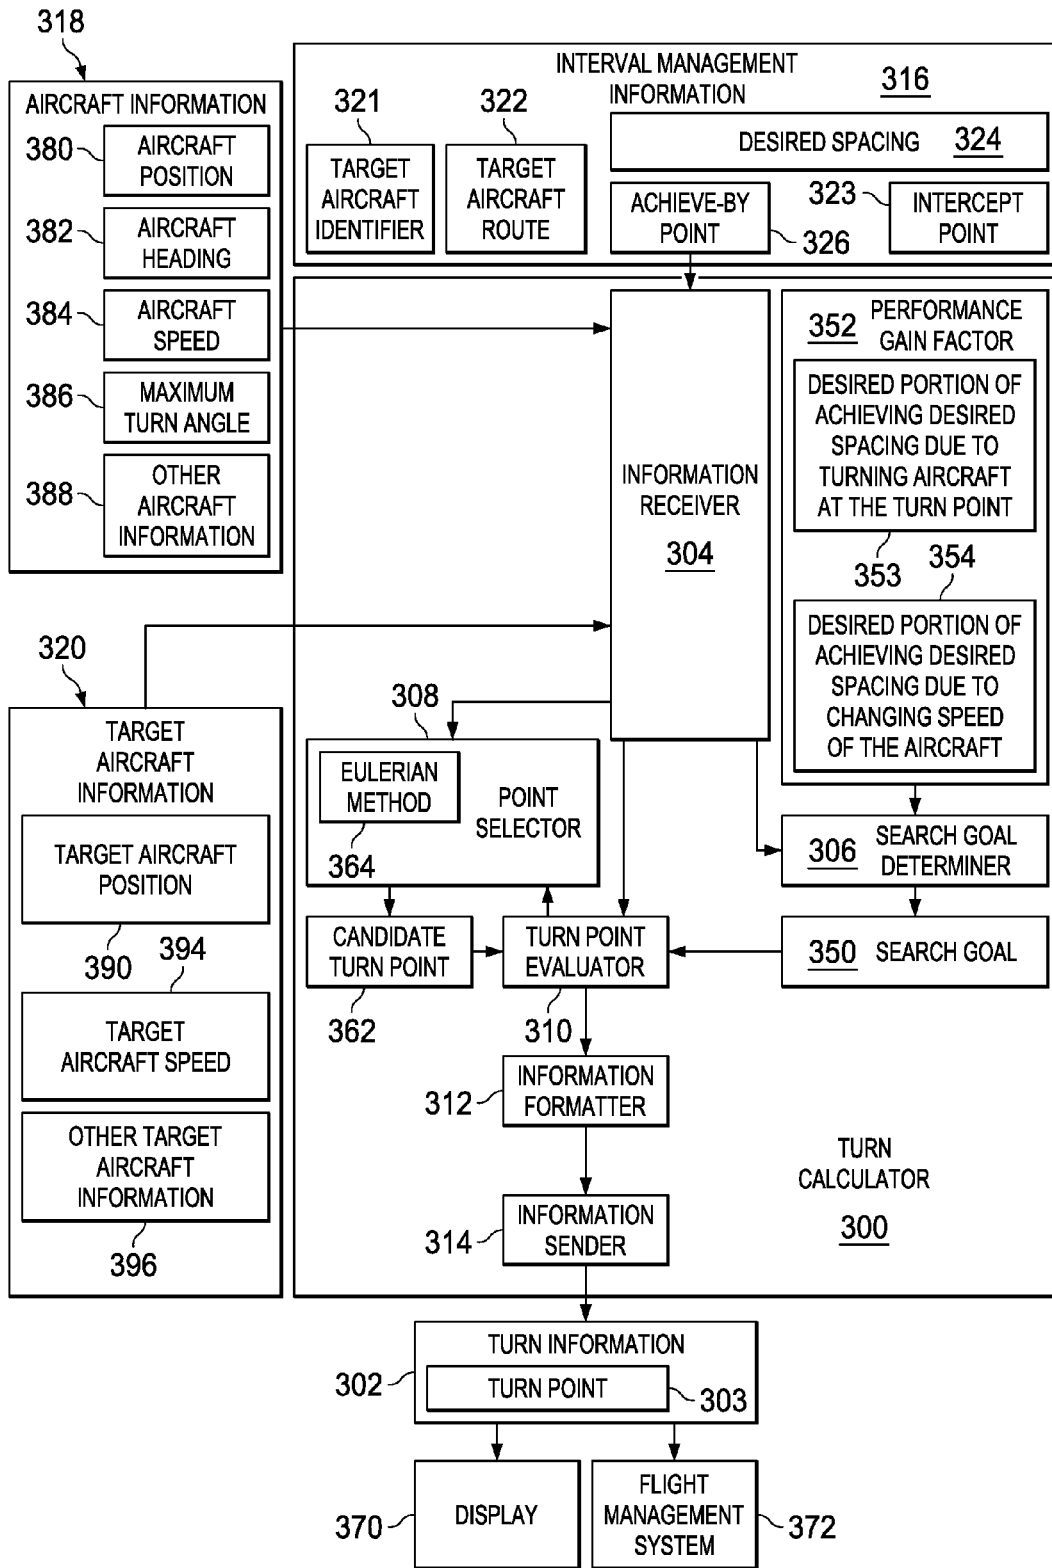 318
AIRCRAFT INFORMATION
380
AIRCRAFT
POSITION
382
AIRCRAFT
HEADING
384
AIRCRAFT
SPEED
386
MAXIMUM
TURN ANGLE
388
OTHER
AIRCRAFT
INFORMATION
INTERVAL MANAGEMENT
INFORMATION
316
321
TARGET
AIRCRAFT
IDENTIFIER
322
TARGET
AIRCRAFT
ROUTE
DESIRED SPACING 324
ACHIEVE-BY
POINT
326
323
INTERCEPT
POINT
INFORMATION
RECEIVER
304
352 PERFORMANCE
GAIN FACTOR
DESIRED PORTION OF
ACHIEVING DESIRED
SPACING DUE TO
TURNING AIRCRAFT
AT THE TURN POINT
353
354
DESIRED PORTION OF
ACHIEVING DESIRED
SPACING DUE TO
CHANGING SPEED
OF THE AIRCRAFT
320
TARGET
AIRCRAFT
INFORMATION
TARGET AIRCRAFT
POSITION
390
394
TARGET
AIRCRAFT SPEED
OTHER TARGET
AIRCRAFT
INFORMATION
396
308
EULERIAN
METHOD
364
POINT
SELECTOR
306 SEARCH GOAL
DETERMINER
CANDIDATE
TURN POINT
362
TURN POINT
EVALUATOR
310
350 SEARCH GOAL
312
INFORMATION
FORMATTER
314
INFORMATION
SENDER
TURN
CALCULATOR
300
302
TURN INFORMATION
TURN POINT
303
370
DISPLAY
FLIGHT
MANAGEMENT
SYSTEM
372